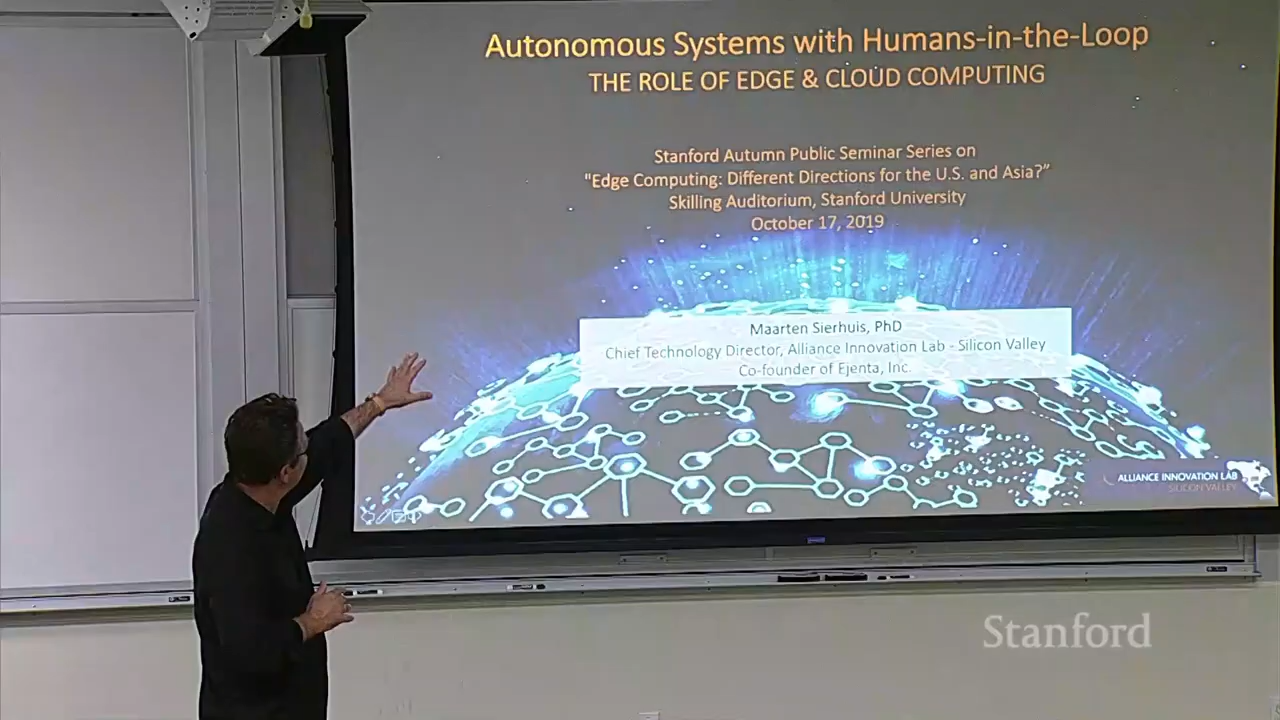 Autonomous Systems with Humans-in-the-Loop
THE ROLE OF EDGE & CLOUD COMPUTING
Stanford Autumn Public Seminar Series on
"Edge Computing: Different Directions for the U.S. and Asia?”
Skilling Auditorium, Stanford University
October 17, 2019
Maarten Sierhuis, PhD
Chief Technology Director, Alliance Innovation Lab - Silicon Valley
Co-founder of Ejenta, Inc.
ALLIANCE INNOVATION LAB
SILICON VALLEY
Stanford